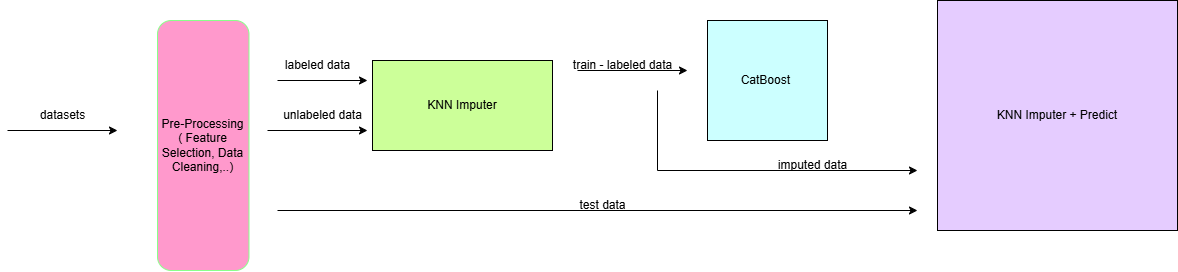 datasets
Pre-Processing
( Feature
Selection, Data
Cleaning,..)
labeled data
unlabeled data
KNN Imputer
train - labeled data
CatBoost
imputed data
test data
KNN Imputer + Predict